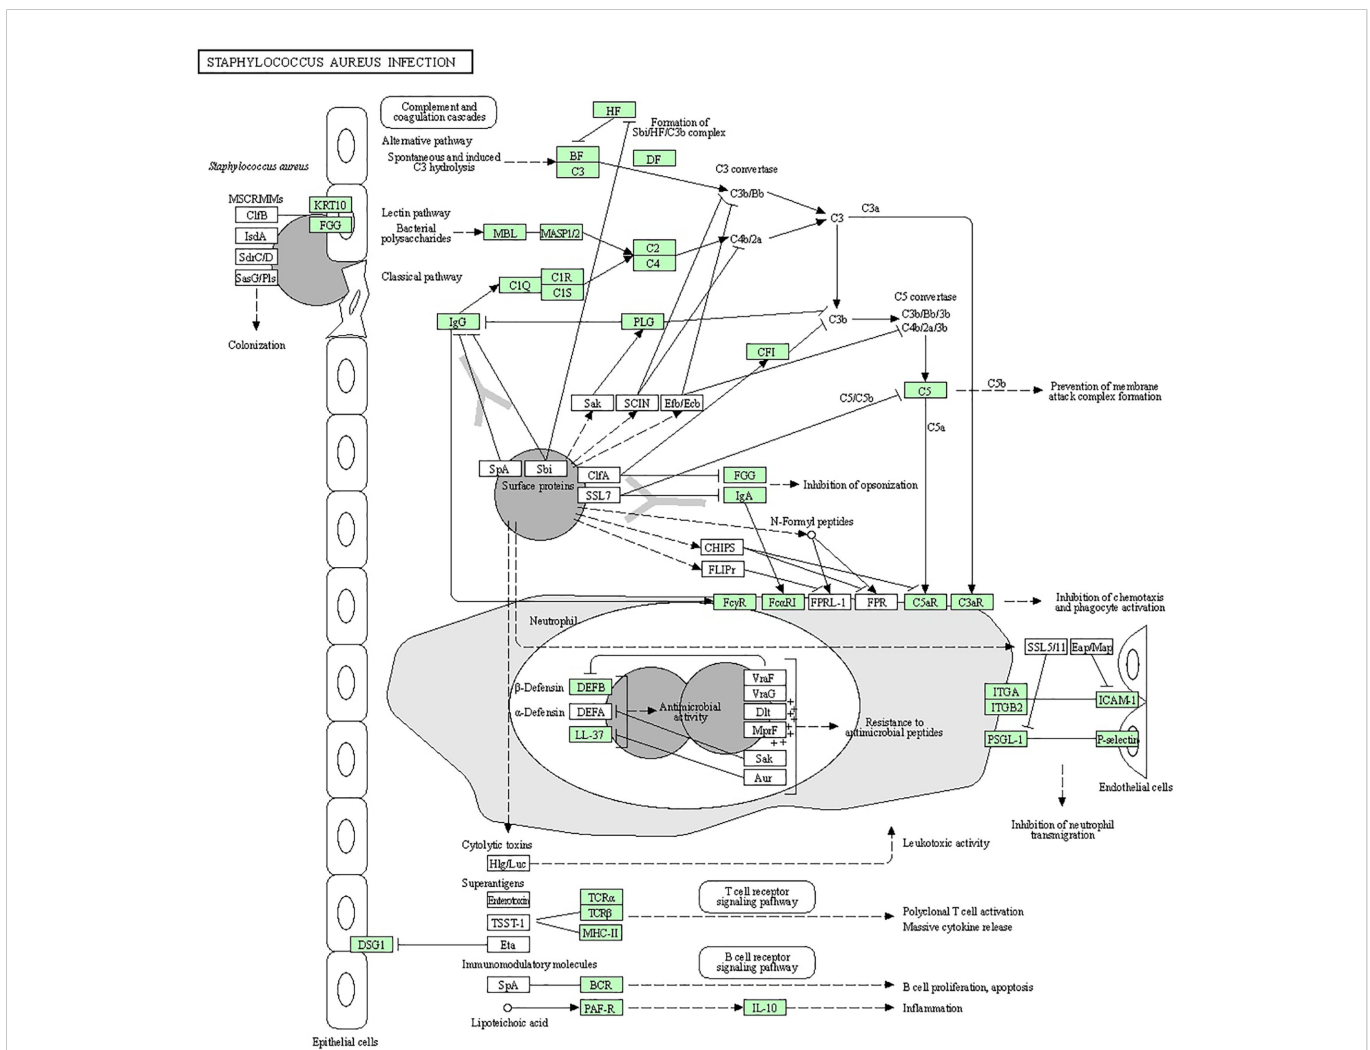 STAPHYLOCOCCUS AUREUS INFECTION
Complement and
coagulation cascades
HF
Formation of
Sbi/HF/C3b complex
Alternative pathway
Spontaneous and induced
C3 hydrolysis
BF
C3
DF
C3 convertase
C3b/Bb
Staphylococcus aureus
MSCRMMs
ClfB
IsdA
SdrC/D
SasG/Pls
KRT10
FGG
Colonization
Lectin pathway
Bacterial
polysaccharides
MBL
MASP1/2
C2
C4
C4b/2a
C3
C3a
Classical pathway
C1Q
C1R
C1S
IgG
PLG
C3b
C5 convertase
C3b/Bb/3b
C4b/2a/3b
CFI
C5
C5b
Prevention of membrane
attack complex formation
C5/C5b
C5a
Sak
SCIN
Efb/Ecb
SpA
Sbi
Surface proteins
ClfA
SSL7
FGG
IgA
Inhibition of opsonization
N-Formyl peptides
CHIPS
FLIPr
FcγR
FcαRI
FPRL-1
FPR
C5aR
C3aR
Inhibition of chemotaxis
and phagocyte activation
Neutrophil
SSL5/11
Eap/Map
β-Defensin
DEFB
α-Defensin
DEFA
LL-37
Antimicrobial
activity
VraF
VraG
Dlt
MprF
Sak
Aur
+
+
+
+
+
+
+ +
Resistance to
antimicrobial peptides
ITGA
ITGB2
ICAM-1
PSGL-1
P-selectin
Endothelial cells
Inhibition of neutrophil
transmigration
Cytolytic toxins
Hlg/Luc
Leukotoxic activity
Superantigens
Enterotoxin
TSST-1
Eta
TCRα
TCRβ
MHC-II
T cell receptor
signaling pathway
Polyclonal T cell activation
Massive cytokine release
DSG1
Immunomodulatory molecules
SpA
BCR
B cell receptor
signaling pathway
B cell proliferation, apoptosis
Lipoteichoic acid
PAF-R
IL-10
Inflammation
Epithelial cells